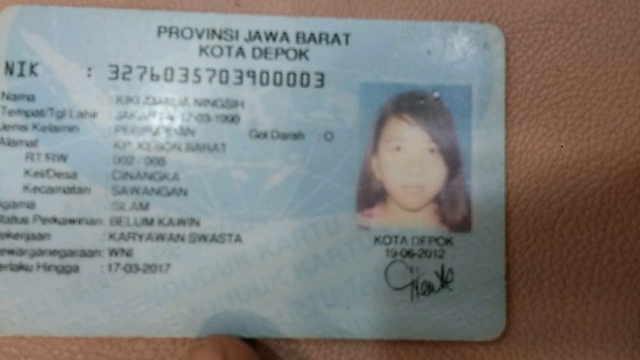 PROVINSI JAWA BARAT
KOTA DEPOK
NIK : 3276035703900003
Nama : KIKI NINGSIH
Tempat/Tgl Lahir : JAKARTA 17-03-1990
Jenis Kelamin : PEREMPUAN Gol Darah : O
Alamat : KP. KEBON BARAT
RT/RW : 002 / 006
Kel/Desa : CINANGKA
Kecamatan : SAWANGAN
Agama : ISLAM
Status Perkawinan : BELUM KAWIN
Pekerjaan : KARYAWAN SWASTA
Kewarganegaraan : WNI
Berlaku Hingga : 17-03-2017
KOTA DEPOK
19-06-2012